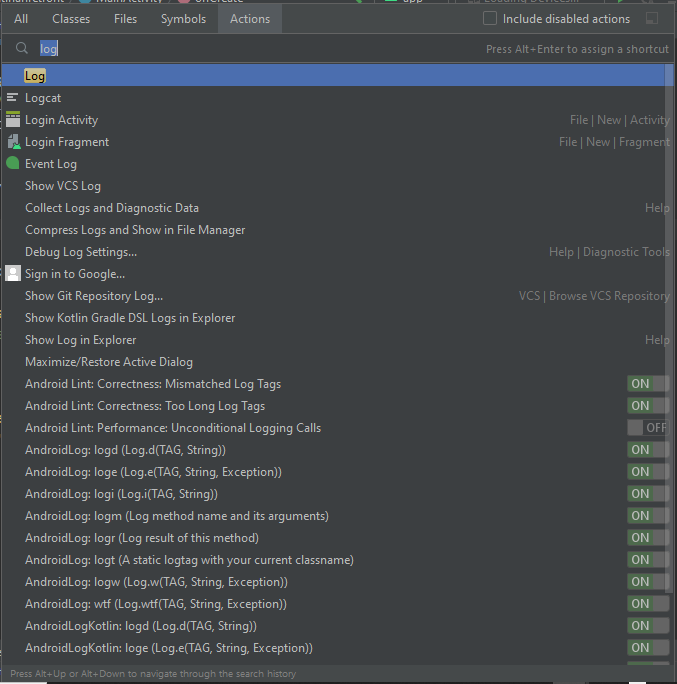 All Classes Files Symbols Actions Include disabled actions
log Press Alt+Enter to assign a shortcut
Log
Logcat
Login Activity File | New | Activity
Login Fragment File | New | Fragment
Event Log
Show VCS Log
Collect Logs and Diagnostic Data Help
Compress Logs and Show in File Manager
Debug Log Settings... Help | Diagnostic Tools
Sign in to Google...
Show Git Repository Log... VCS | Browse VCS Repository
Show Kotlin Gradle DSL Logs in Explorer
Show Log in Explorer Help
Maximize/Restore Active Dialog
Android Lint: Correctness: Mismatched Log Tags ON
Android Lint: Correctness: Too Long Log Tags ON
Android Lint: Performance: Unconditional Logging Calls OFF
AndroidLog: logd (Log.d(TAG, String)) ON
AndroidLog: loge (Log.e(TAG, String, Exception)) ON
AndroidLog: logi (Log.i(TAG, String)) ON
AndroidLog: logm (Log method name and its arguments) ON
AndroidLog: logr (Log result of this method) ON
AndroidLog: logt (A static logtag with your current classname) ON
AndroidLog: logw (Log.w(TAG, String, Exception)) ON
AndroidLog: wtf (Log.wtf(TAG, String, Exception)) ON
AndroidLogKotlin: logd (Log.d(TAG, String)) ON
AndroidLogKotlin: loge (Log.e(TAG, String, Exception)) ON
Press Alt+Up or Alt+Down to navigate through the search history